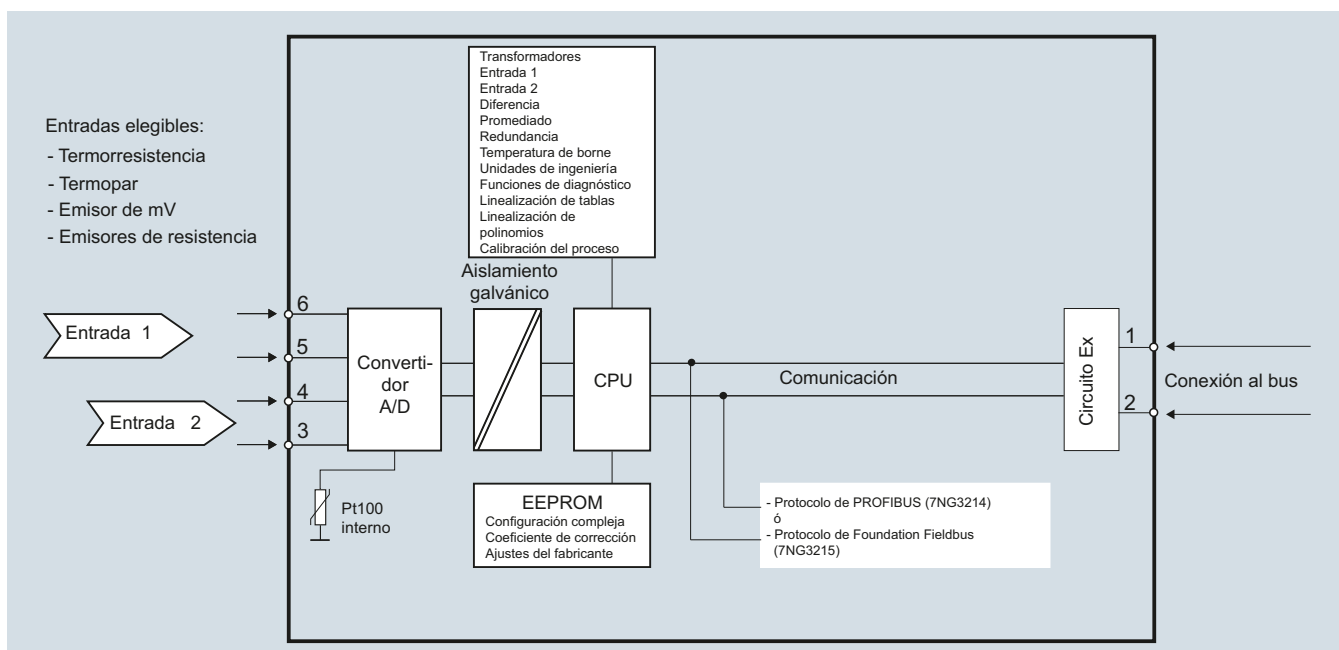 Transformadores
Entrada 1
Entrada 2
Diferencia
Promediado
Redundancia
Temperatura de borne
Unidades de ingeniería
Funciones de diagnóstico
Linealización de tablas
Linealización de
polinomios
Calibración del proceso
Entradas elegibles:
- Termorresistencia
- Termopar
- Emisor de mV
- Emisores de resistencia
Aislamiento
galvánico
Entrada 1
Entrada 2
6
5
4
3
Converti-
dor
A/D
CPU
Comunicación
Circuito Ex
1
2
Conexión al bus
Pt100
interno
EEPROM
Configuración compleja
Coeficiente de corrección
Ajustes del fabricante
- Protocolo de PROFIBUS (7NG3214)
ó
- Protocolo de Foundation Fieldbus
(7NG3215)